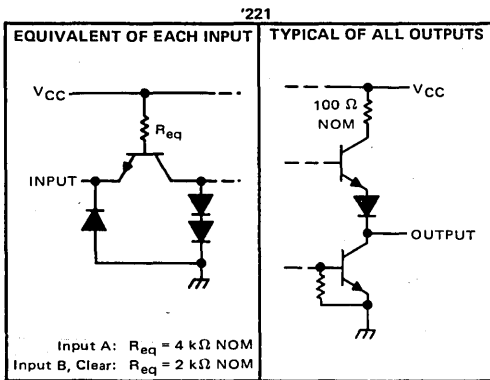 '221
EQUIVALENT OF EACH INPUT
VCC
Req
INPUT
Input A: Req = 4 kΩ NOM
Input B, Clear: Req = 2 kΩ NOM
TYPICAL OF ALL OUTPUTS
VCC
100 Ω
NOM
OUTPUT